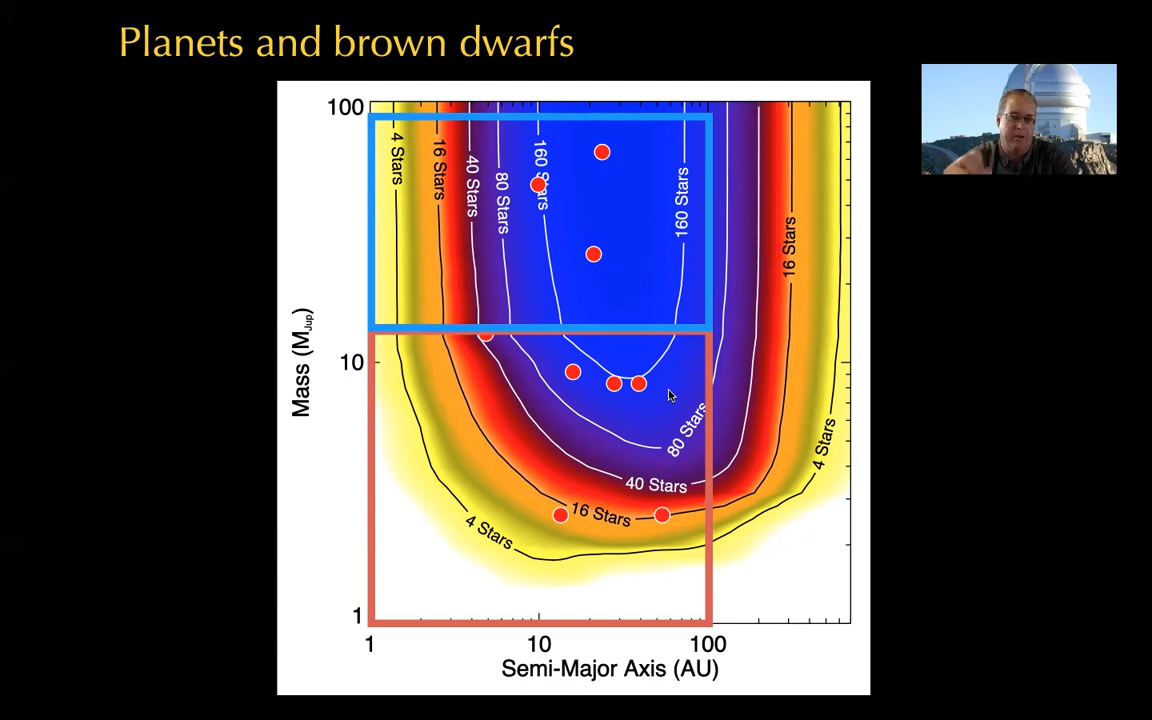 Planets and brown dwarfs
100
10
1
Mass (MJup)
4 Stars
16 Stars
40 Stars
80 Stars
160 Stars
160 Stars
16 Stars
80 Stars
4 Stars
40 Stars
16 Stars
4 Stars
1
10
100
Semi-Major Axis (AU)